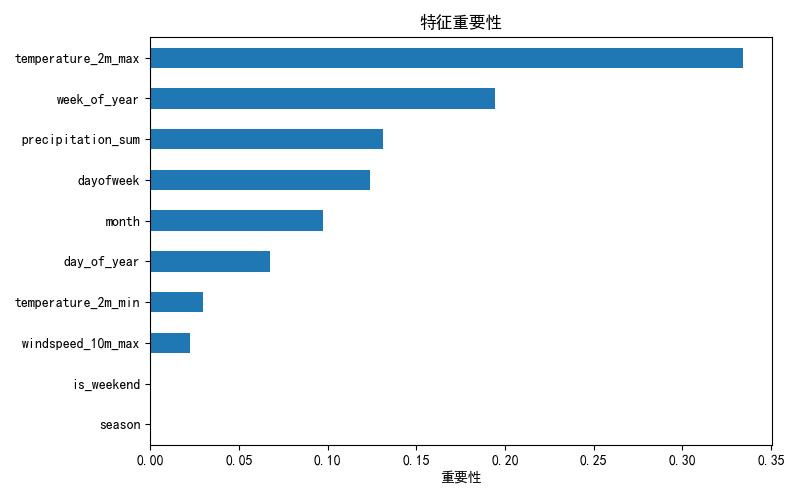 特征重要性
temperature_2m_max
week_of_year
precipitation_sum
dayofweek
month
day_of_year
temperature_2m_min
windspeed_10m_max
is_weekend
season
0.00 0.05 0.10 0.15 0.20 0.25 0.30 0.35
重要性